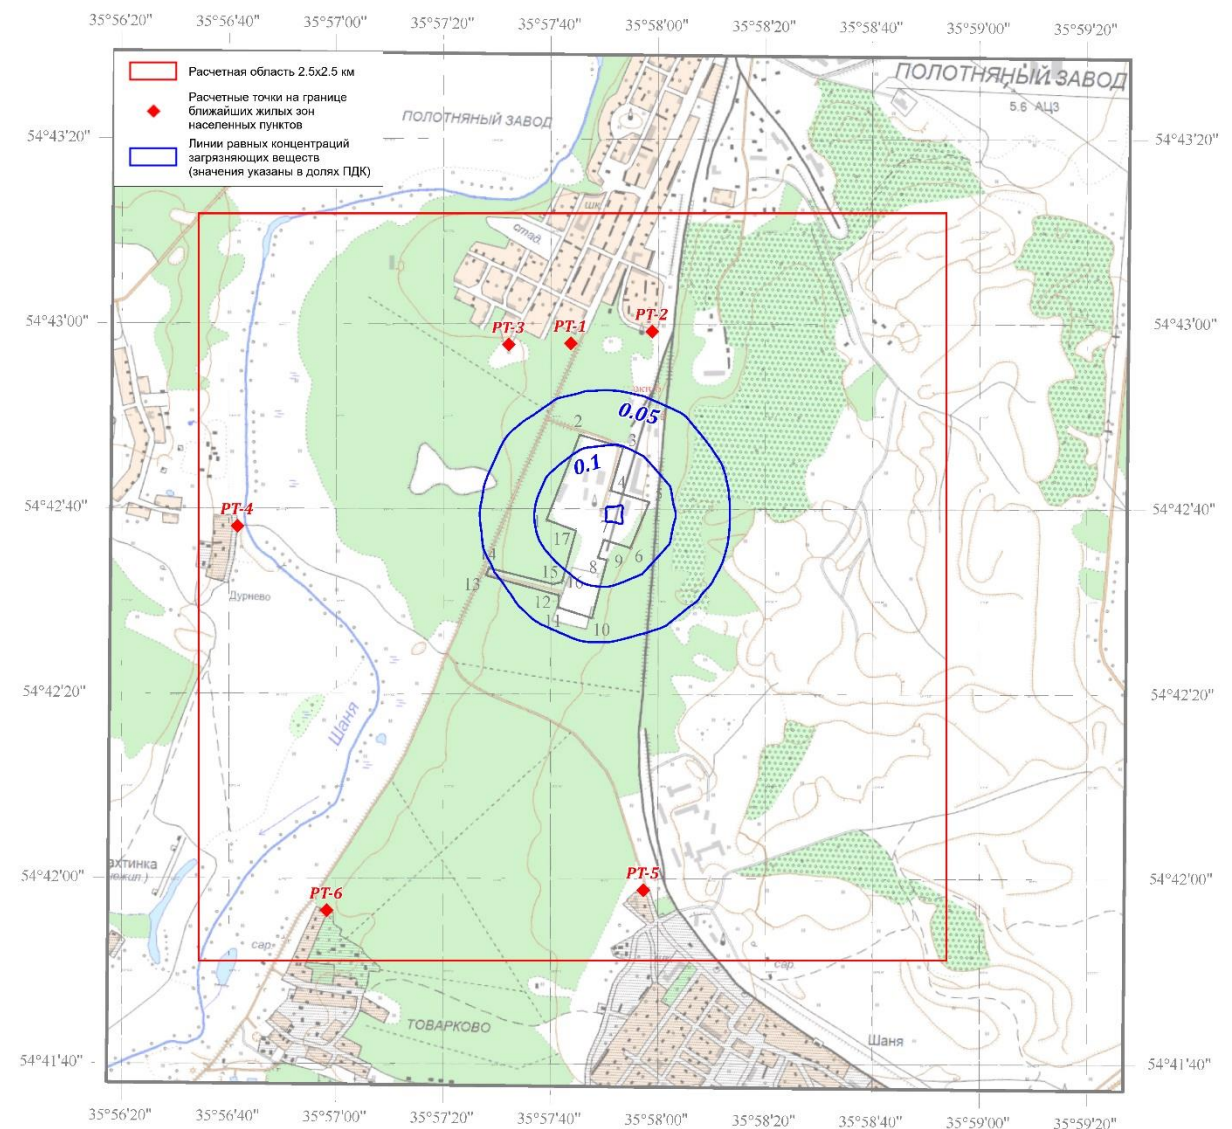 35°56'20" 35°56'40" 35°57'00" 35°57'20" 35°57'40" 35°58'00" 35°58'20" 35°58'40" 35°59'00" 35°59'20"
Расчетная область 2.5х2.5 км
Расчетные точки на границе
ближайших жилых зон
населенных пунктов
Линии равных концентраций
загрязняющих веществ
(значения указаны в долях ПДК)
ПОЛОТНЯНЫЙ ЗАВОД
5.6 АЦЗ
ПОЛОТНЯНЫЙ ЗАВОД
54°43'20" 54°43'20"
шк.
стад.
РТ-3 РТ-1 РТ-2
54°43'00" 54°43'00"
0.05
2
3
0.1
4
54°42'40" 54°42'40"
РТ-4
1
17
6
9
8
14
15
16
13
12
11
10
Дурнево
54°42'20" 54°42'20"
Шаня
54°42'00" 54°42'00"
РТ-5
РТ-6
сар.
сар.
ТОВАРКОВО
Шаня
54°41'40" 54°41'40"
35°56'20" 35°56'40" 35°57'00" 35°57'20" 35°57'40" 35°58'00" 35°58'20" 35°58'40" 35°59'00" 35°59'20"